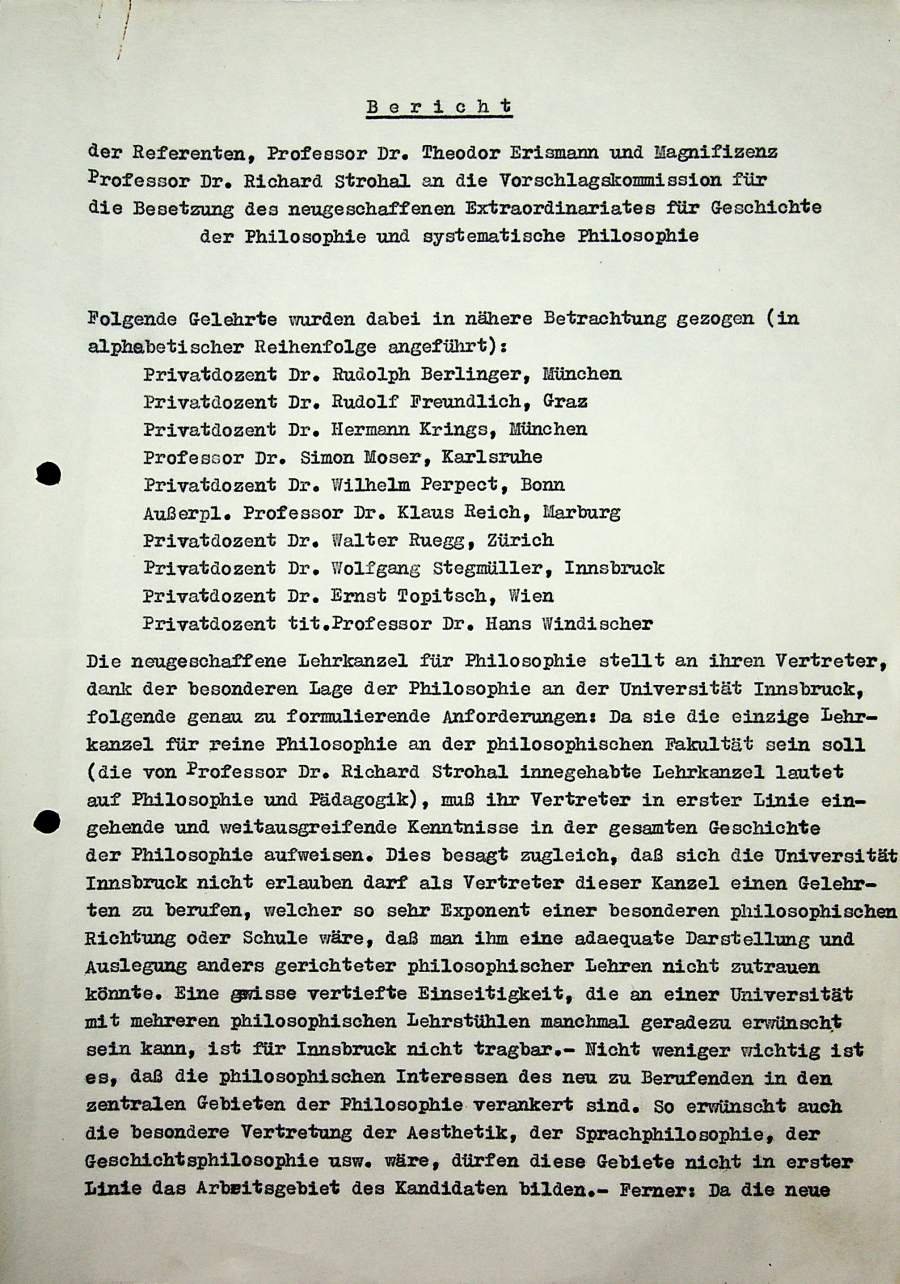 B e r i c h t
der Referenten, Professor Dr. Theodor Erismann und Magnifizenz
Professor Dr. Richard Strohal an die Vorschlagskommission für
die Besetzung des neugeschaffenen Extraordinariates für Geschichte
der Philosophie und systematische Philosophie
Folgende Gelehrte wurden dabei in nähere Betrachtung gezogen (in
alphabetischer Reihenfolge angeführt):
Privatdozent Dr. Rudolph Berlinger, München
Privatdozent Dr. Rudolf Freundlich, Graz
Privatdozent Dr. Hermann Krings, München
Professor Dr. Simon Moser, Karlsruhe
Privatdozent Dr. Wilhelm Perpect, Bonn
Außerpl. Professor Dr. Klaus Reich, Marburg
Privatdozent Dr. Walter Ruegg, Zürich
Privatdozent Dr. Wolfgang Stegmüller, Innsbruck
Privatdozent Dr. Ernst Topitsch, Wien
Privatdozent tit.Professor Dr. Hans Windischer
Die neugeschaffene Lehrkanzel für Philosophie stellt an ihren Vertreter,
dank der besonderen Lage der Philosophie an der Universität Innsbruck,
folgende genau zu formulierende Anforderungen: Da sie die einzige Lehr-
kanzel für reine Philosophie an der philosophischen Fakultät sein soll
(die von Professor Dr. Richard Strohal innegehabte Lehrkanzel lautet
auf Philosophie und Pädagogik), muß ihr Vertreter in erster Linie ein-
gehende und weitausgreifende Kenntnisse in der gesamten Geschichte
der Philosophie aufweisen. Dies besagt zugleich, daß sich die Universität
Innsbruck nicht erlauben darf als Vertreter dieser Kanzel einen Gelehr-
ten zu berufen, welcher so sehr Exponent einer besonderen philosophischen
Richtung oder Schule wäre, daß man ihm eine adaequate Darstellung und
Auslegung anders gerichteter philosophischer Lehren nicht zutrauen
könnte. Eine gwisse vertiefte Einseitigkeit, die an einer Universität
mit mehreren philosophischen Lehrstühlen manchmal geradezu erwünscht
sein kann, ist für Innsbruck nicht tragbar.- Nicht weniger wichtig ist
es, daß die philosophischen Interessen des neu zu Berufenden in den
zentralen Gebieten der Philosophie verankert sind. So erwünscht auch
die besondere Vertretung der Aesthetik, der Sprachphilosophie, der
Geschichtsphilosophie usw. wäre, dürfen diese Gebiete nicht in erster
Linie das Arbeitsgebiet des Kandidaten bilden.- Ferner: Da die neue